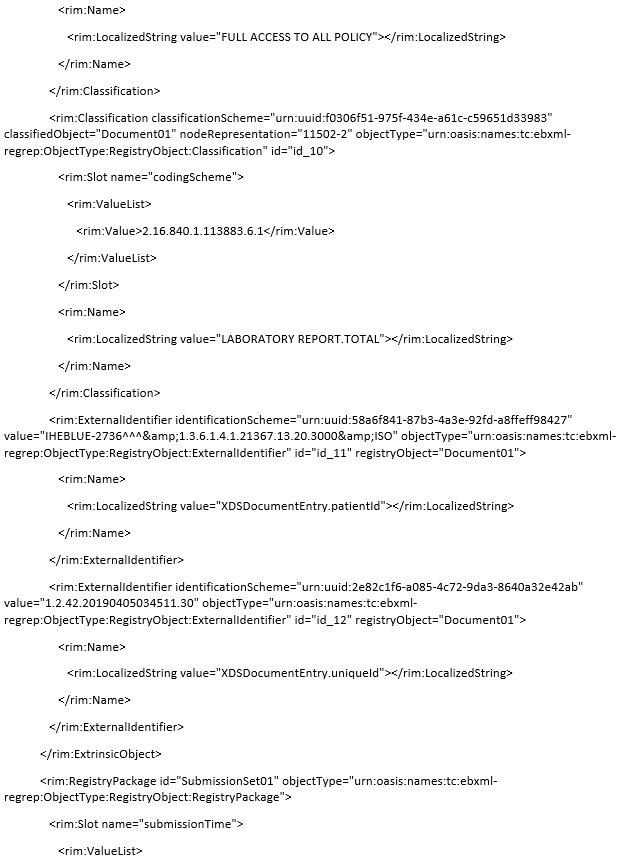 <rim:Name>
<rim:LocalizedString value="FULL ACCESS TO ALL POLICY"></rim:LocalizedString>
</rim:Name>
</rim:Classification>
<rim:Classification classificationScheme="urn:uuid:f0306f51-975f-434e-a61c-c59651d33983"
classifiedObject="Document01" nodeRepresentation="11502-2" objectType="urn:oasis:names:tc:ebxml-
regrep:ObjectType:RegistryObject:Classification" id="id_10">
<rim:Slot name="codingScheme">
<rim:ValueList>
<rim:Value>2.16.840.1.113883.6.1</rim:Value>
</rim:ValueList>
</rim:Slot>
<rim:Name>
<rim:LocalizedString value="LABORATORY REPORT.TOTAL"></rim:LocalizedString>
</rim:Name>
</rim:Classification>
<rim:ExternalIdentifier identificationScheme="urn:uuid:58a6f841-87b3-4a3e-92fd-a8ffeff98427"
value="IHEBLUE-2736^^^&amp;1.3.6.1.4.1.21367.13.20.3000&amp;ISO" objectType="urn:oasis:names:tc:ebxml-
regrep:ObjectType:RegistryObject:ExternalIdentifier" id="id_11" registryObject="Document01">
<rim:Name>
<rim:LocalizedString value="XDSDocumentEntry.patientId"></rim:LocalizedString>
</rim:Name>
</rim:ExternalIdentifier>
<rim:ExternalIdentifier identificationScheme="urn:uuid:2e82c1f6-a085-4c72-9da3-8640a32e42ab"
value="1.2.42.20190405034511.30" objectType="urn:oasis:names:tc:ebxml-
regrep:ObjectType:RegistryObject:ExternalIdentifier" id="id_12" registryObject="Document01">
<rim:Name>
<rim:LocalizedString value="XDSDocumentEntry.uniqueId"></rim:LocalizedString>
</rim:Name>
</rim:ExternalIdentifier>
</rim:ExtrinsicObject>
<rim:RegistryPackage id="SubmissionSet01" objectType="urn:oasis:names:tc:ebxml-
regrep:ObjectType:RegistryObject:RegistryPackage">
<rim:Slot name="submissionTime">
<rim:ValueList>